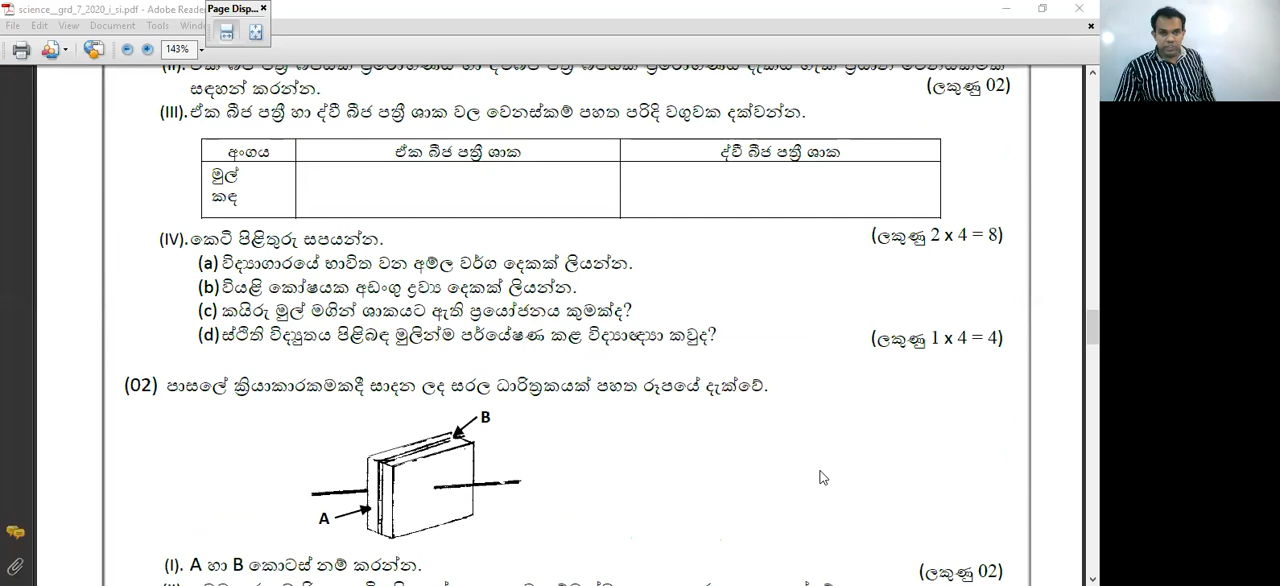 science__grd_7_2020_i_si.pdf - Adobe Reader
Page Disp...
File Edit View Document Tools
143%
සඳහන් කරන්න. (ලකුණු 02)
(III). ඒක බීජ පත්‍රී හා ද්වී බීජ පත්‍රී ශාක වල වෙනස්කම් පහත පරිදි වගුවක දක්වන්න.
අංගය ඒක බීජ පත්‍රී ශාක ද්වී බීජ පත්‍රී ශාක
මුල්
කඳ
(IV). කෙටි පිළිතුරු සපයන්න. (ලකුණු 2 x 4 = 8)
(a) විද්‍යාගාරයේ භාවිත වන අම්ල වර්ග දෙකක් ලියන්න.
(b) වියළි කෝෂයක අඩංගු ද්‍රව්‍ය දෙකක් ලියන්න.
(c) කයිරු මුල් මගින් ශාකයට ඇති ප්‍රයෝජනය කුමක්ද?
(d) ස්ථිති විද්‍යුතය පිළිබඳ මුලින්ම පර්යේෂණ කළ විද්‍යාඥයා කවුද? (ලකුණු 1 x 4 = 4)
(02) පාසලේ ක්‍රියාකාරකමකදී සාදන ලද සරල ධාරිත්‍රකයක් පහත රූපයේ දැක්වේ.
B
A
(I). A හා B කොටස් නම් කරන්න. (ලකුණු 02)